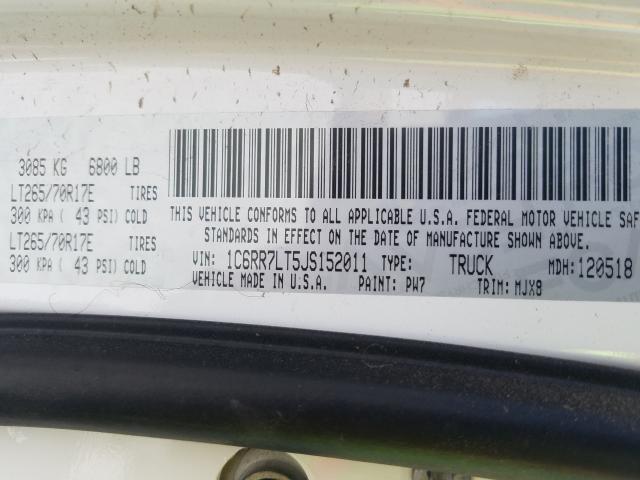 3085 KG 6800 LB
LT265/70R17E TIRES
300 KPA ( 43 PSI) COLD
LT265/70R17E TIRES
300 KPA ( 43 PSI) COLD
THIS VEHICLE CONFORMS TO ALL APPLICABLE U.S.A. FEDERAL MOTOR VEHICLE SAF
STANDARDS IN EFFECT ON THE DATE OF MANUFACTURE SHOWN ABOVE.
VIN: 1C6RR7LT5JS152011 TYPE: TRUCK MDH: 120518
VEHICLE MADE IN U.S.A. PAINT: PW7 TRIM: MJX8